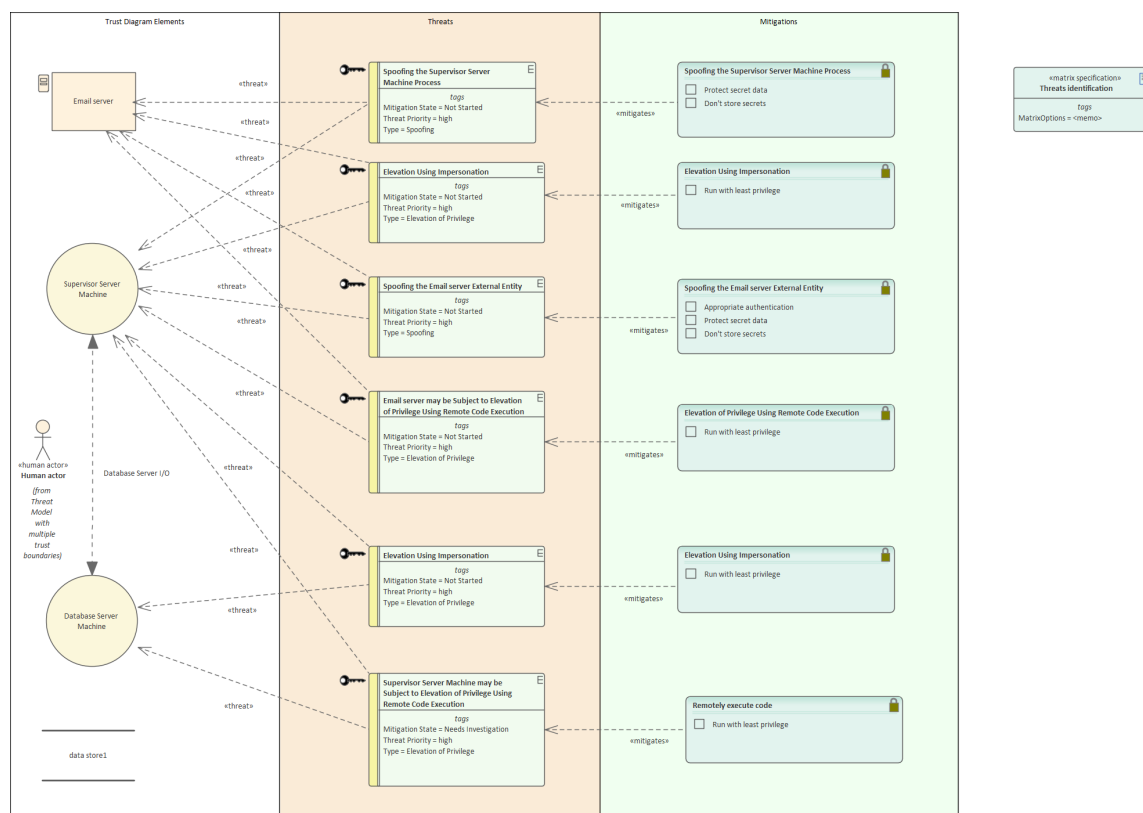 Trust Diagram Elements
Threats
Mitigations
Email server
Supervisor Server
Machine
«human actor»
Human actor
(from
Threat
Model
with
multiple
trust
boundaries)
Database Server I/O
Database Server
Machine
data store1
«threat»
«threat»
«threat»
«threat»
«threat»
«threat»
«threat»
«threat»
«threat»
«threat»
«threat»
«threat»
Spoofing the Supervisor Server
Machine Process
E
tags
Mitigation State = Not Started
Threat Priority = high
Type = Spoofing
Elevation Using Impersonation
E
tags
Mitigation State = Not Started
Threat Priority = high
Type = Elevation of Privilege
Spoofing the Email server External Entity
E
tags
Mitigation State = Not Started
Threat Priority = high
Type = Spoofing
Email server may be Subject to Elevation
of Privilege Using Remote Code Execution
E
tags
Mitigation State = Not Started
Threat Priority = high
Type = Elevation of Privilege
Elevation Using Impersonation
E
tags
Mitigation State = Not Started
Threat Priority = high
Type = Elevation of Privilege
Supervisor Server Machine may be
Subject to Elevation of Privilege Using
Remote Code Execution
E
tags
Mitigation State = Needs Investigation
Threat Priority = high
Type = Elevation of Privilege
«mitigates»
«mitigates»
«mitigates»
«mitigates»
«mitigates»
«mitigates»
Spoofing the Supervisor Server Machine Process
Protect secret data
Don't store secrets
Elevation Using Impersonation
Run with least privilege
Spoofing the Email server External Entity
Appropriate authentication
Protect secret data
Don't store secrets
Elevation of Privilege Using Remote Code Execution
Run with least privilege
Elevation Using Impersonation
Run with least privilege
Remotely execute code
Run with least privilege
«matrix specification»
Threats identification
tags
MatrixOptions = <memo>